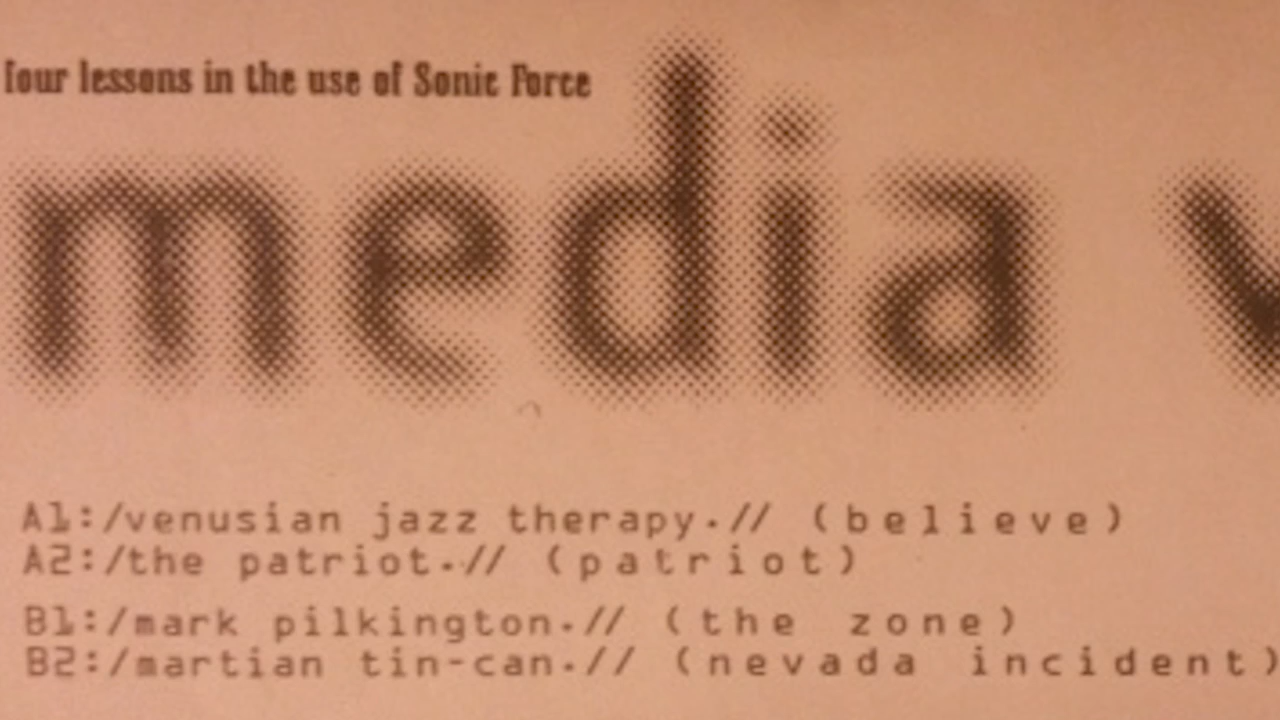 four lessons in the use of Sonic Force
media v
A1:/venusian jazz therapy.// (believe)
A2:/the patriot.// (patriot)
B1:/mark pilkington.// (the zone)
B2:/martian tin-can.// (nevada incident)